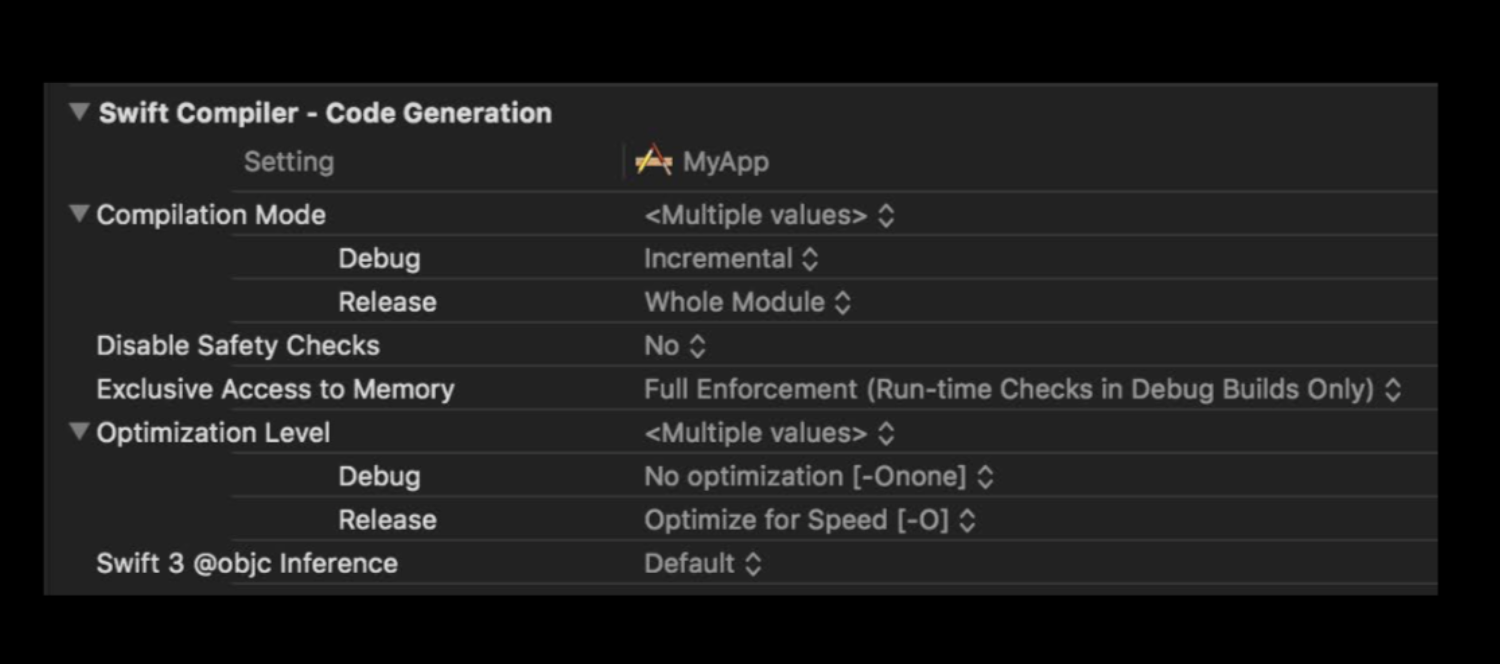 Swift Compiler - Code Generation
Setting MyApp
Compilation Mode <Multiple values>
Debug Incremental
Release Whole Module
Disable Safety Checks No
Exclusive Access to Memory Full Enforcement (Run-time Checks in Debug Builds Only)
Optimization Level <Multiple values>
Debug No optimization [-Onone]
Release Optimize for Speed [-O]
Swift 3 @objc Inference Default